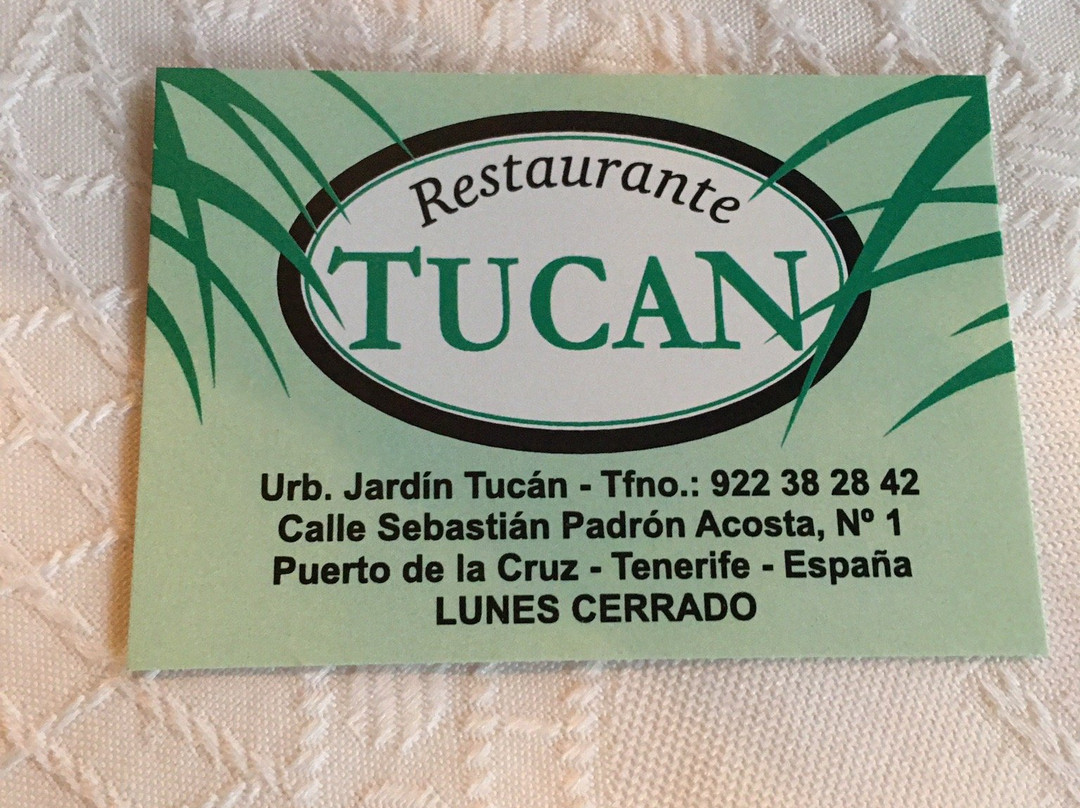 Restaurante
TUCAN
Urb. Jardín Tucán - Tfno.: 922 38 28 42
Calle Sebastián Padrón Acosta, Nº 1
Puerto de la Cruz - Tenerife - España
LUNES CERRADO